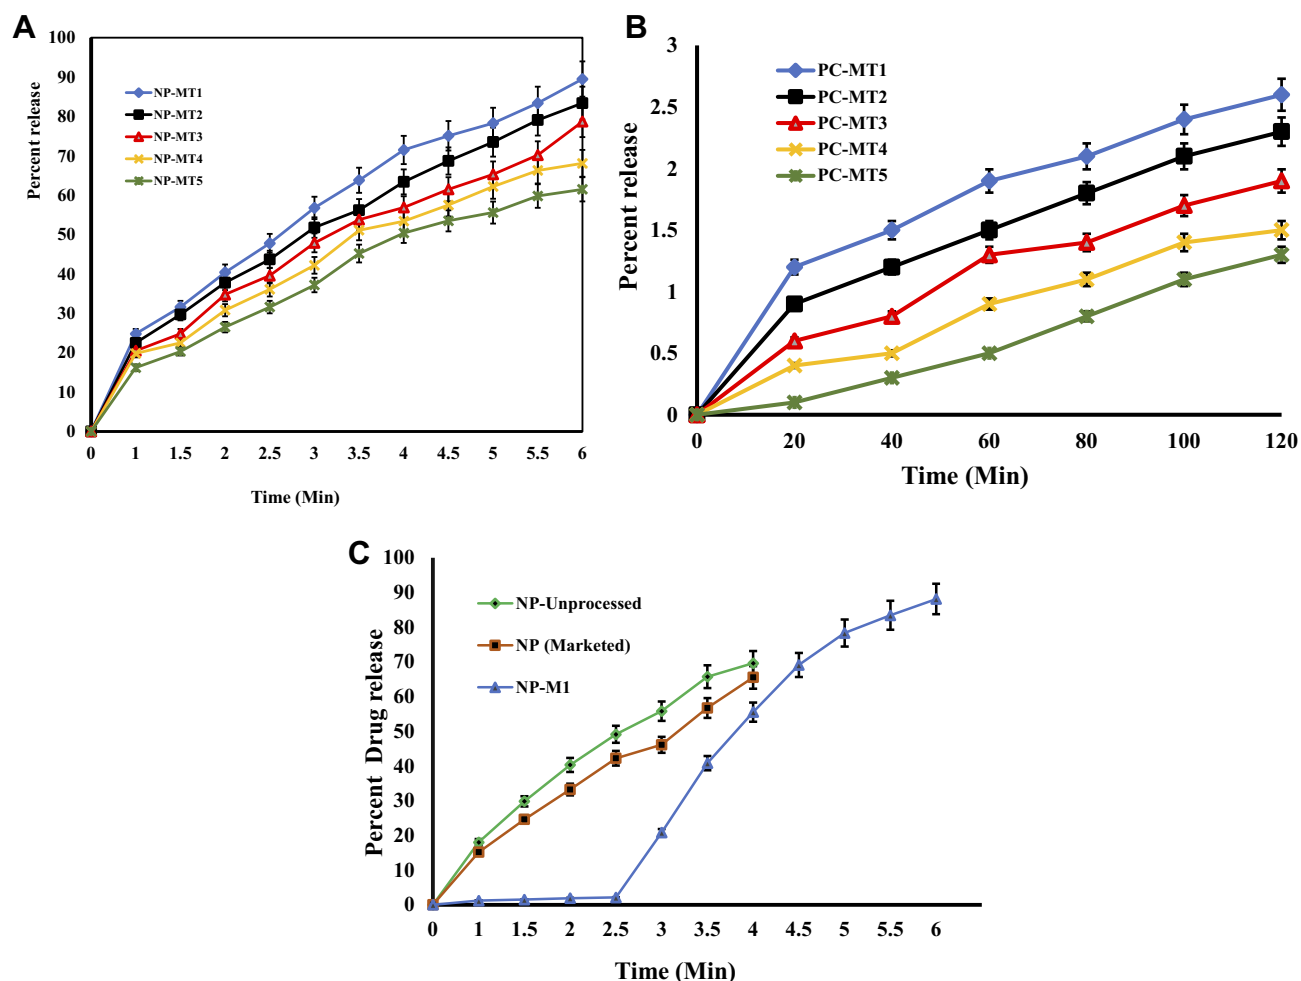 A
Percent release
100
90
80
70
60
50
40
30
20
10
0
NP-MT1
NP-MT2
NP-MT3
NP-MT4
NP-MT5
0 1 1.5 2 2.5 3 3.5 4 4.5 5 5.5 6
Time (Min)
B
Percent release
3
2.5
2
1.5
1
0.5
0
PC-MT1
PC-MT2
PC-MT3
PC-MT4
PC-MT5
0 20 40 60 80 100 120
Time (Min)
C
Percent Drug release
100
90
80
70
60
50
40
30
20
10
0
NP-Unprocessed
NP (Marketed)
NP-M1
0 1 1.5 2 2.5 3 3.5 4 4.5 5 5.5 6
Time (Min)